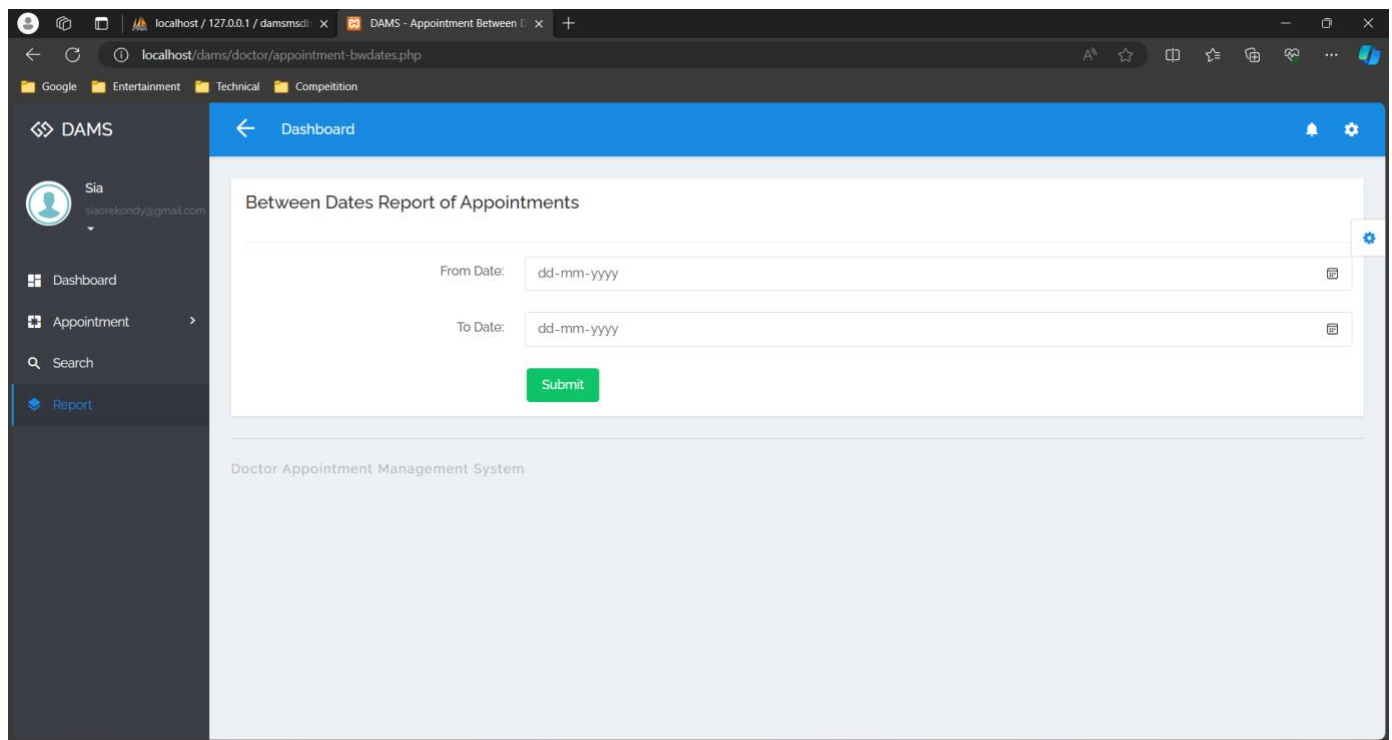 localhost / 127.0.0.1 / damsmsdb
DAMS - Appointment Between D
localhost/dams/doctor/appointment-bwdates.php
Google
Entertainment
Technical
Compeitition
DAMS
Dashboard
Sia
siaorekondy@gmail.com
Between Dates Report of Appointments
From Date:
dd-mm-yyyy
Dashboard
Appointment
To Date:
dd-mm-yyyy
Search
Submit
Report
Doctor Appointment Management System